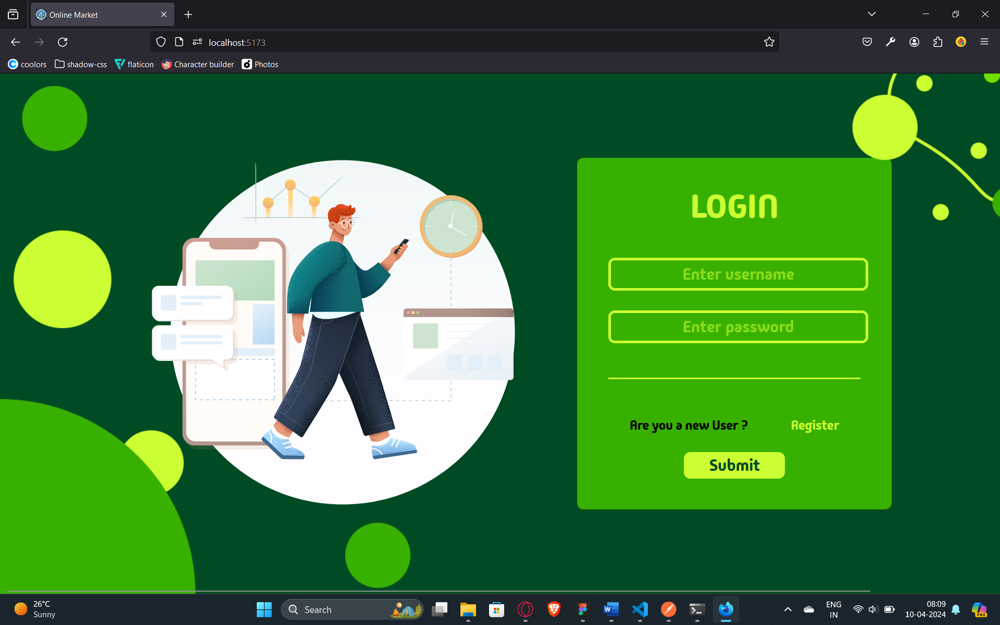 Online Market
localhost:5173
coolors
shadow-css
flaticon
Character builder
Photos
LOGIN
Enter username
Enter password
Are you a new User ?
Register
Submit
26°C
Sunny
Search
ENG
IN
08:09
10-04-2024
PRE